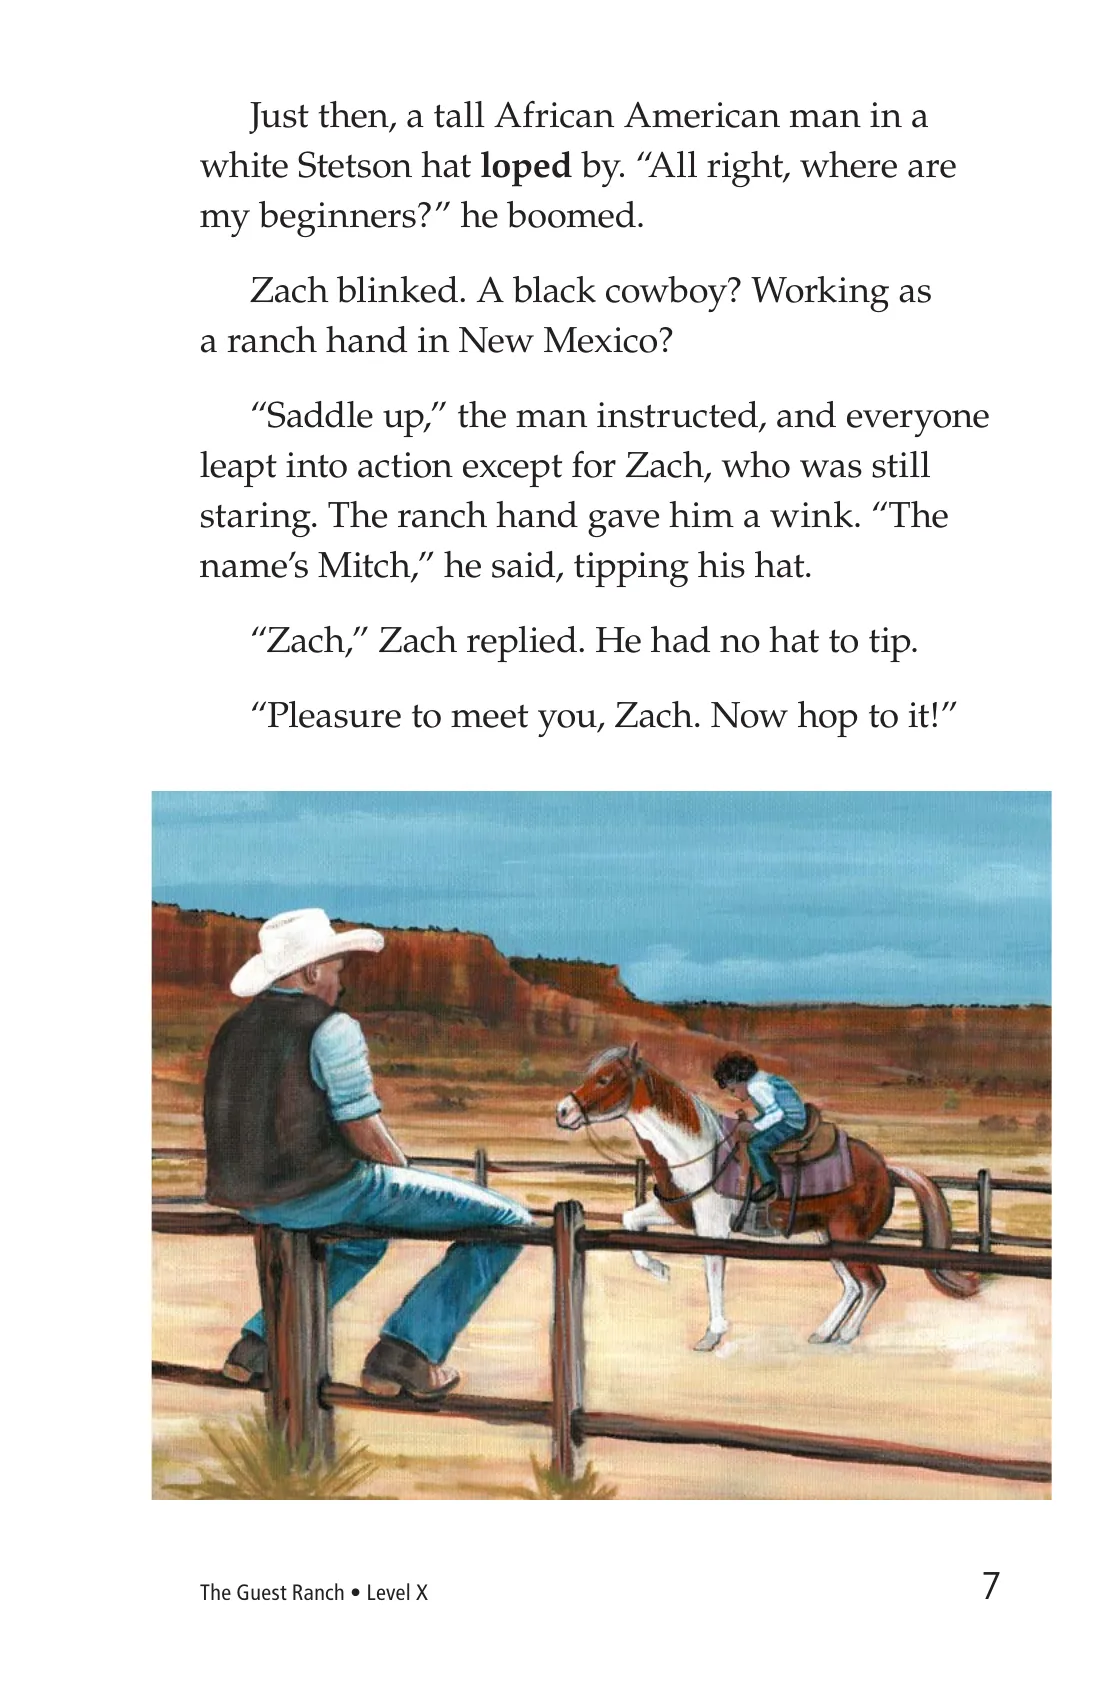 Just then, a tall African American man in a
white Stetson hat loped by. “All right, where are
my beginners?” he boomed.
Zach blinked. A black cowboy? Working as
a ranch hand in New Mexico?
“Saddle up,” the man instructed, and everyone
leapt into action except for Zach, who was still
staring. The ranch hand gave him a wink. “The
name’s Mitch,” he said, tipping his hat.
“Zach,” Zach replied. He had no hat to tip.
“Pleasure to meet you, Zach. Now hop to it!”
The Guest Ranch • Level X
7